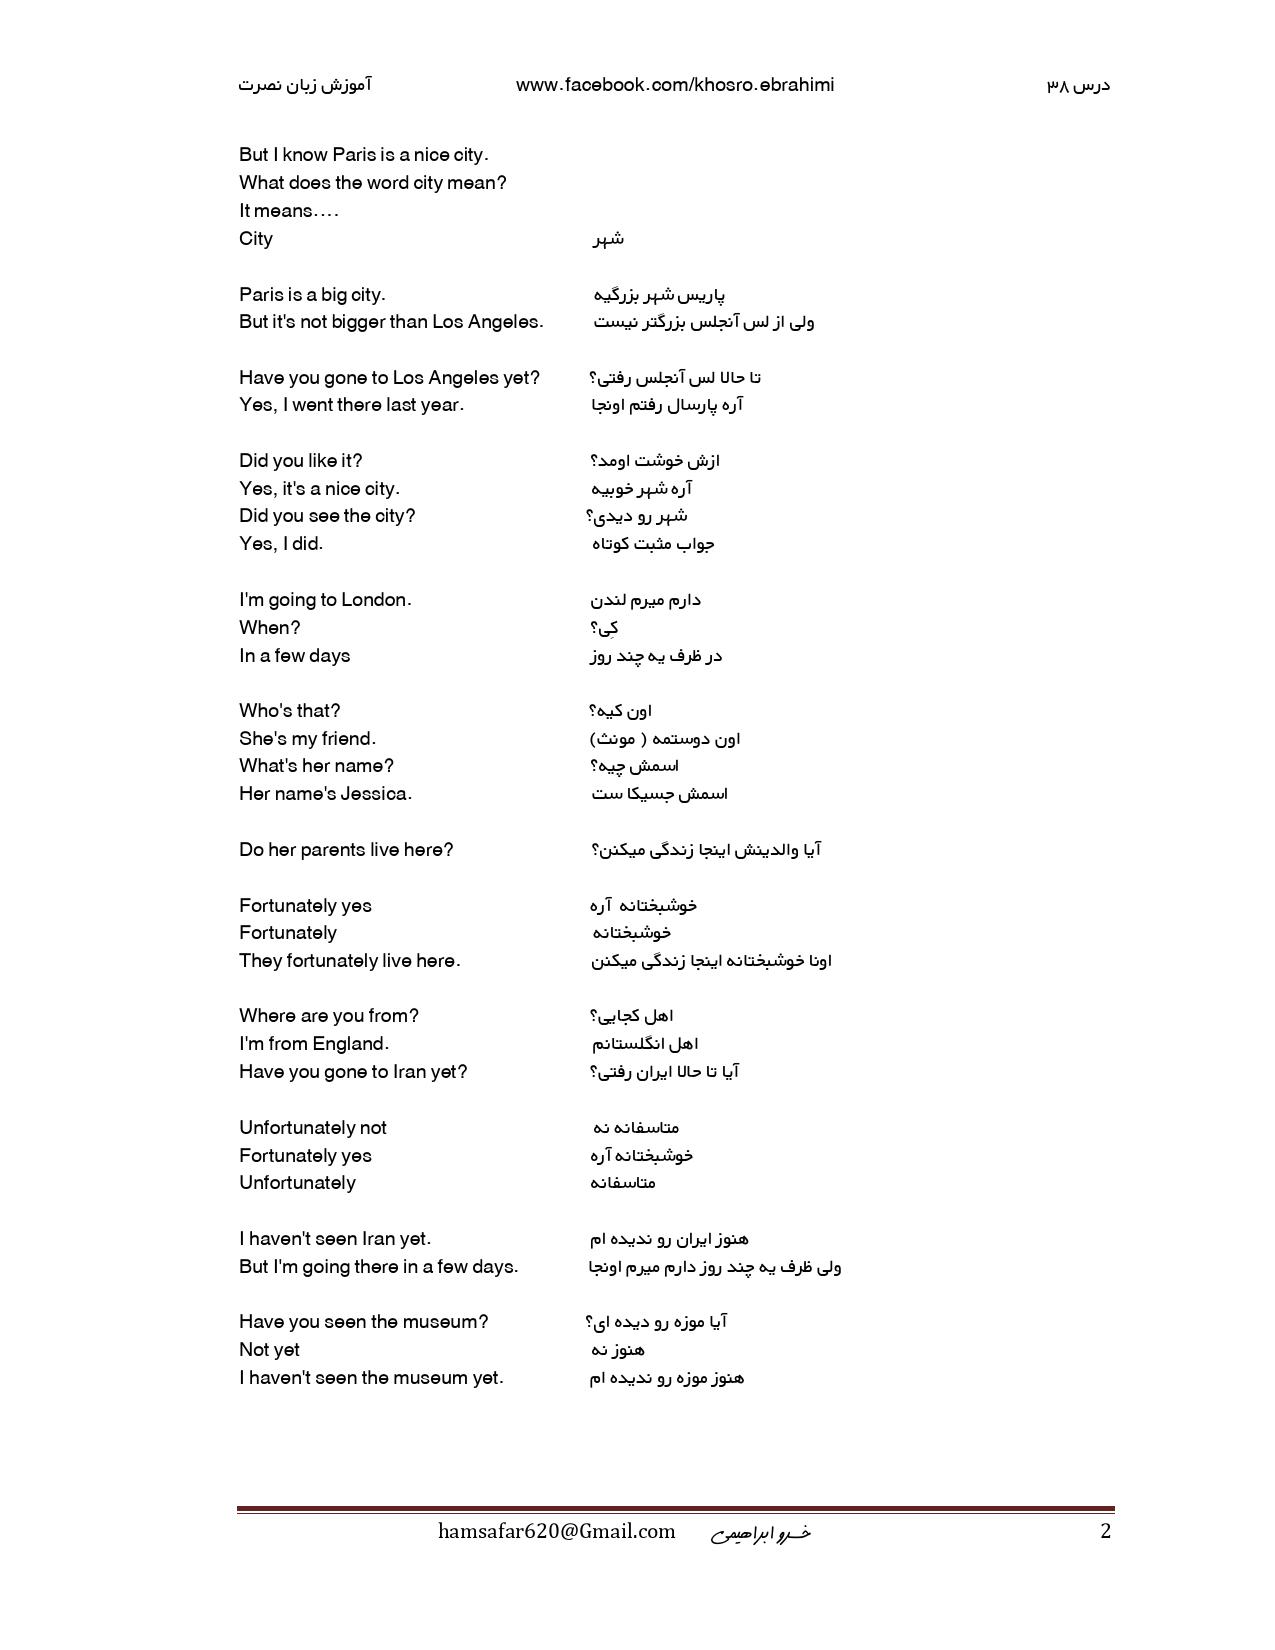 آموزش زبان نصرت www.facebook.com/khosro.ebrahimi درس ۳۸
But I know Paris is a nice city.
What does the word city mean?
It means....
City شهر
Paris is a big city. پاریس شهر بزرگیه
But it's not bigger than Los Angeles. ولی از لس آنجلس بزرگتر نیست
Have you gone to Los Angeles yet? تا حالا لس آنجلس رفتی؟
Yes, I went there last year. آره پارسال رفتم اونجا
Did you like it? ازش خوشت اومد؟
Yes, it's a nice city. آره شهر خوبیه
Did you see the city? شهر رو دیدی؟
Yes, I did. جواب مثبت کوتاه
I'm going to London. دارم میرم لندن
When? کِی؟
In a few days در ظرف یه چند روز
Who's that? اون کیه؟
She's my friend. اون دوستمه ( مونث)
What's her name? اسمش چیه؟
Her name's Jessica. اسمش جسیکا ست
Do her parents live here? آیا والدینش اینجا زندگی میکنن؟
Fortunately yes خوشبختانه آره
Fortunately خوشبختانه
They fortunately live here. اونا خوشبختانه اینجا زندگی میکنن
Where are you from? اهل کجایی؟
I'm from England. اهل انگلستانم
Have you gone to Iran yet? آیا تا حالا ایران رفتی؟
Unfortunately not متاسفانه نه
Fortunately yes خوشبختانه آره
Unfortunately متاسفانه
I haven't seen Iran yet. هنوز ایران رو ندیده ام
But I'm going there in a few days. ولی ظرف یه چند روز دارم میرم اونجا
Have you seen the museum? آیا موزه رو دیده ای؟
Not yet هنوز نه
I haven't seen the museum yet. هنوز موزه رو ندیده ام
hamsafar620@Gmail.com خسرو ابراهیمی 2